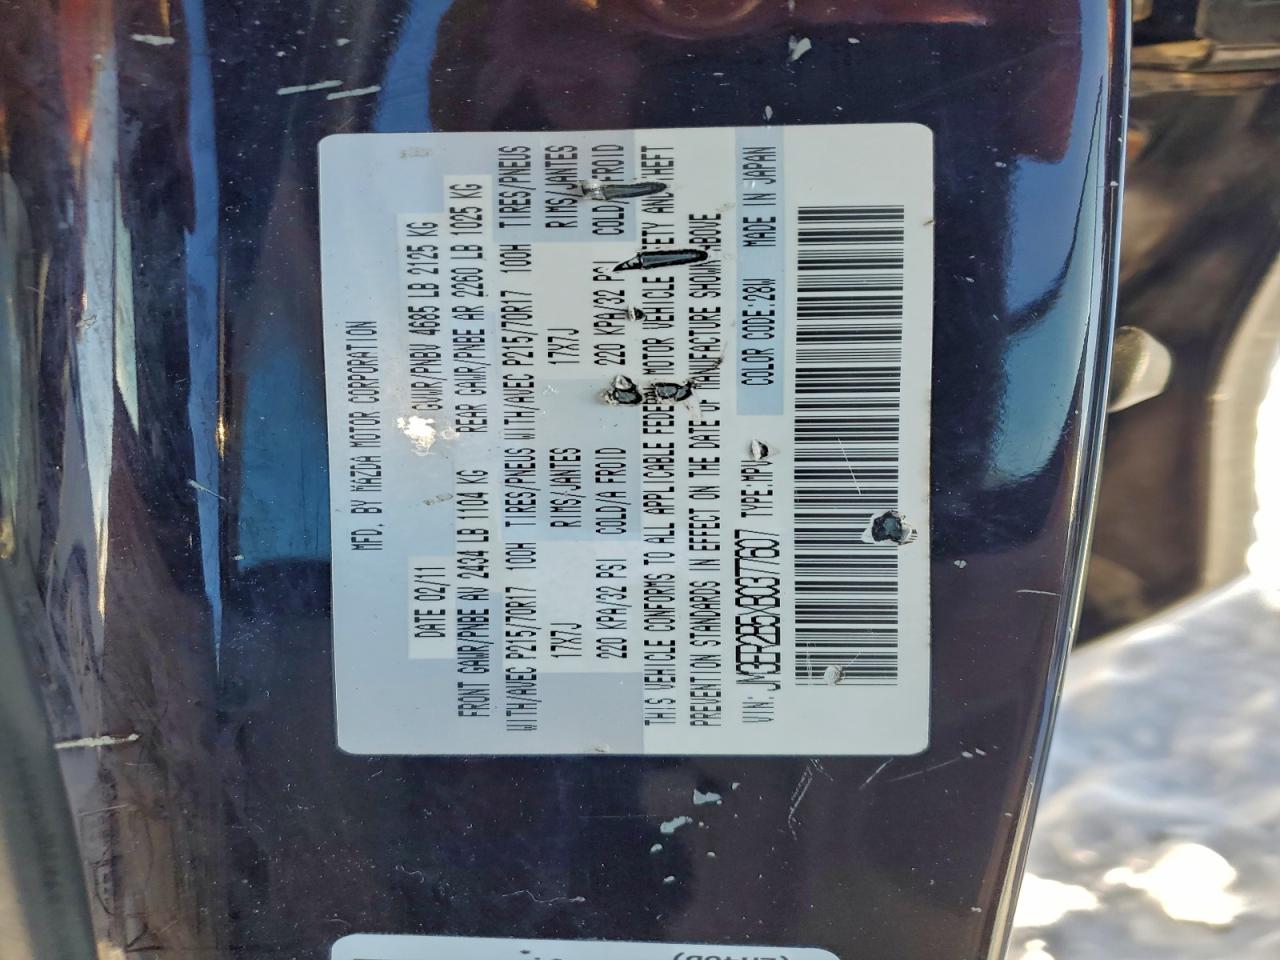 MFD. BY MAZDA MOTOR CORPORATION
DATE 02/11 GVWR/PNBV 4685 LB 2125 KG
FRONT GAWR/PNBE AV 2434 LB 1104 KG REAR GAWR/PNBE AR 2260 LB 1025 KG
WITH/AVEC P215/70R17 100H TIRES/PNEUS WITH/AVEC P215/70R17 100H TIRES/PNEUS
17X7J RIMS/JANTES 17X7J RIMS/JANTES
220 KPA/32 PSI COLD/A FROID 220 KPA/32 PSI COLD/A FROID
THIS VEHICLE CONFORMS TO ALL APPLICABLE FEDERAL MOTOR VEHICLE SAFETY AND THEFT
PREVENTION STANDARDS IN EFFECT ON THE DATE OF MANUFACTURE SHOWN ABOVE
VIN: JM3ER2B5XB0377607 TYPE:MPV COLOR CODE:28W MADE IN JAPAN